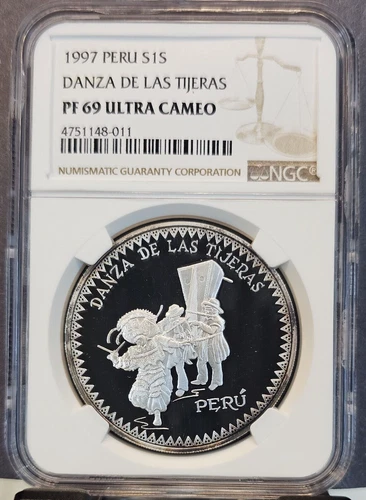 1997 PERU S1S
DANZA DE LAS TIJERAS
PF 69 ULTRA CAMEO
4751148-011
NUMISMATIC GUARANTY CORPORATION
NGC®
DANZA DE LAS TIJERAS
PERÚ